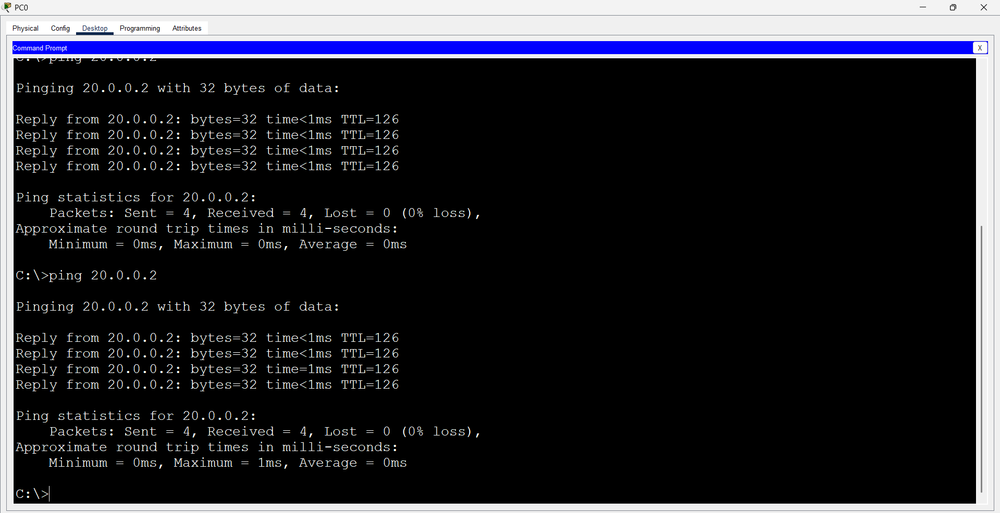 PC0
Physical Config Desktop Programming Attributes
Command Prompt X
C:\>ping 20.0.0.2
Pinging 20.0.0.2 with 32 bytes of data:
Reply from 20.0.0.2: bytes=32 time<1ms TTL=126
Reply from 20.0.0.2: bytes=32 time<1ms TTL=126
Reply from 20.0.0.2: bytes=32 time<1ms TTL=126
Reply from 20.0.0.2: bytes=32 time<1ms TTL=126
Ping statistics for 20.0.0.2:
Packets: Sent = 4, Received = 4, Lost = 0 (0% loss),
Approximate round trip times in milli-seconds:
Minimum = 0ms, Maximum = 0ms, Average = 0ms
C:\>ping 20.0.0.2
Pinging 20.0.0.2 with 32 bytes of data:
Reply from 20.0.0.2: bytes=32 time<1ms TTL=126
Reply from 20.0.0.2: bytes=32 time<1ms TTL=126
Reply from 20.0.0.2: bytes=32 time=1ms TTL=126
Reply from 20.0.0.2: bytes=32 time<1ms TTL=126
Ping statistics for 20.0.0.2:
Packets: Sent = 4, Received = 4, Lost = 0 (0% loss),
Approximate round trip times in milli-seconds:
Minimum = 0ms, Maximum = 1ms, Average = 0ms
C:\>